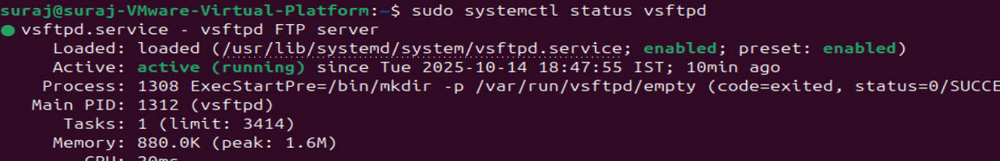 suraj@suraj-VMware-Virtual-Platform:~$ sudo systemctl status vsftpd
● vsftpd.service - vsftpd FTP server
Loaded: loaded (/usr/lib/systemd/system/vsftpd.service; enabled; preset: enabled)
Active: active (running) since Tue 2025-10-14 18:47:55 IST; 10min ago
Process: 1308 ExecStartPre=/bin/mkdir -p /var/run/vsftpd/empty (code=exited, status=0/SUCCE
Main PID: 1312 (vsftpd)
Tasks: 1 (limit: 3414)
Memory: 880.0K (peak: 1.6M)
CPU: 20ms